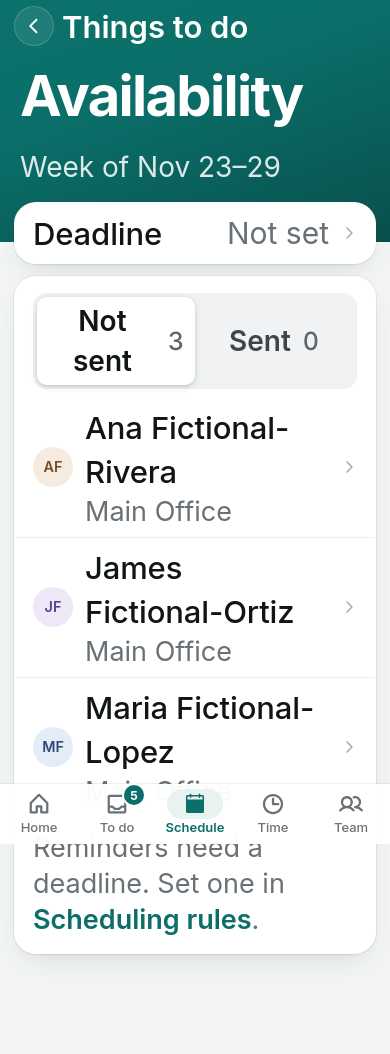 Things to do
Availability
Week of Nov 23–29
Deadline Not set
Not sent 3 Sent 0
AF Ana Fictional-
Rivera
Main Office
JF James
Fictional-Ortiz
Main Office
MF Maria Fictional-
Lopez
Main Office
5
Home To do Schedule Time Team
Reminders need a
deadline. Set one in
Scheduling rules.